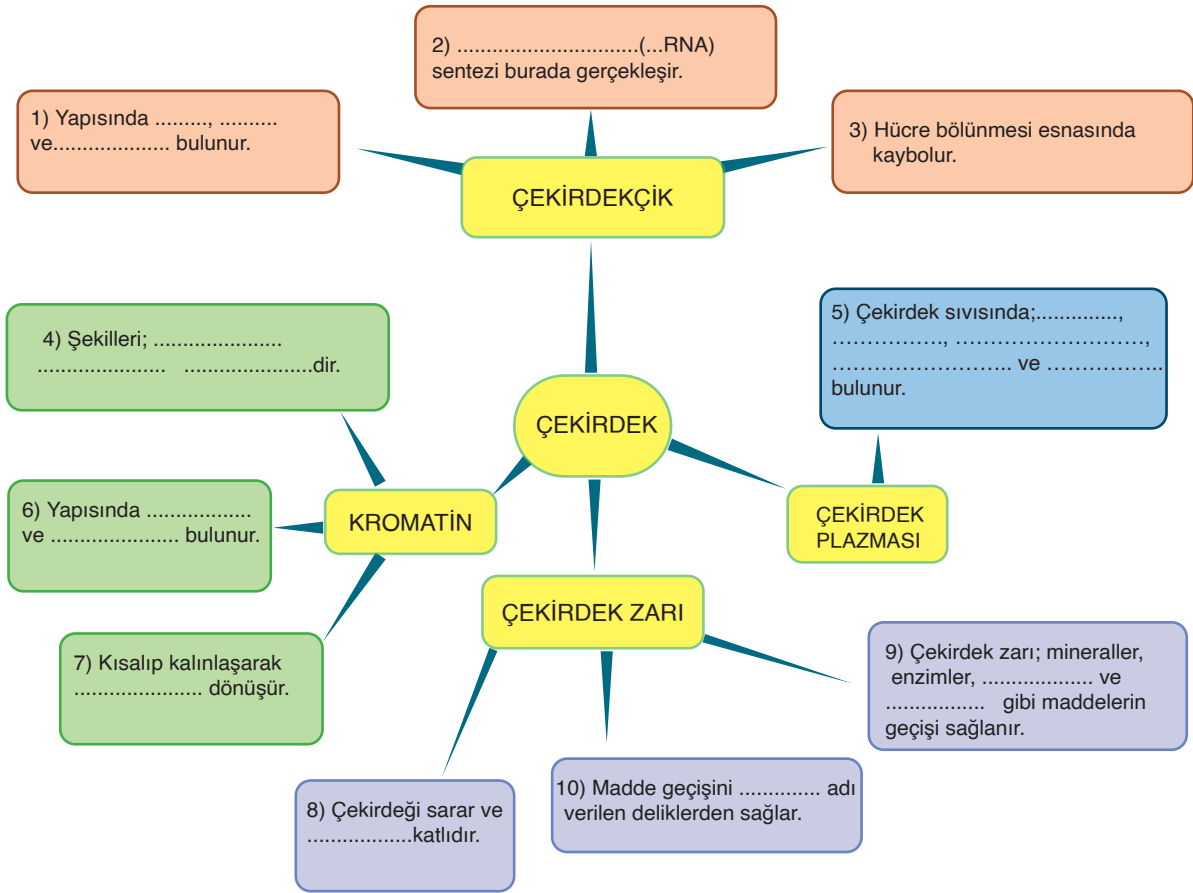 2) ..............................(...RNA)
sentezi burada gerçekleşir.
1) Yapısında ........., ..........
ve................... bulunur.
3) Hücre bölünmesi esnasında
kaybolur.
ÇEKİRDEKÇİK
4) Şekilleri; ......................
...................... ......................dir.
5) Çekirdek sıvısında;..............,
................, ............................,
........................... ve .................
bulunur.
ÇEKİRDEK
6) Yapısında ..................
ve ...................... bulunur.
KROMATİN
ÇEKİRDEK
PLAZMASI
ÇEKİRDEK ZARI
7) Kısalıp kalınlaşarak
...................... dönüşür.
9) Çekirdek zarı; mineraller,
enzimler, ................... ve
................. gibi maddelerin
geçişi sağlanır.
8) Çekirdeği sarar ve
..................katlıdır.
10) Madde geçişini .............. adı
verilen deliklerden sağlar.